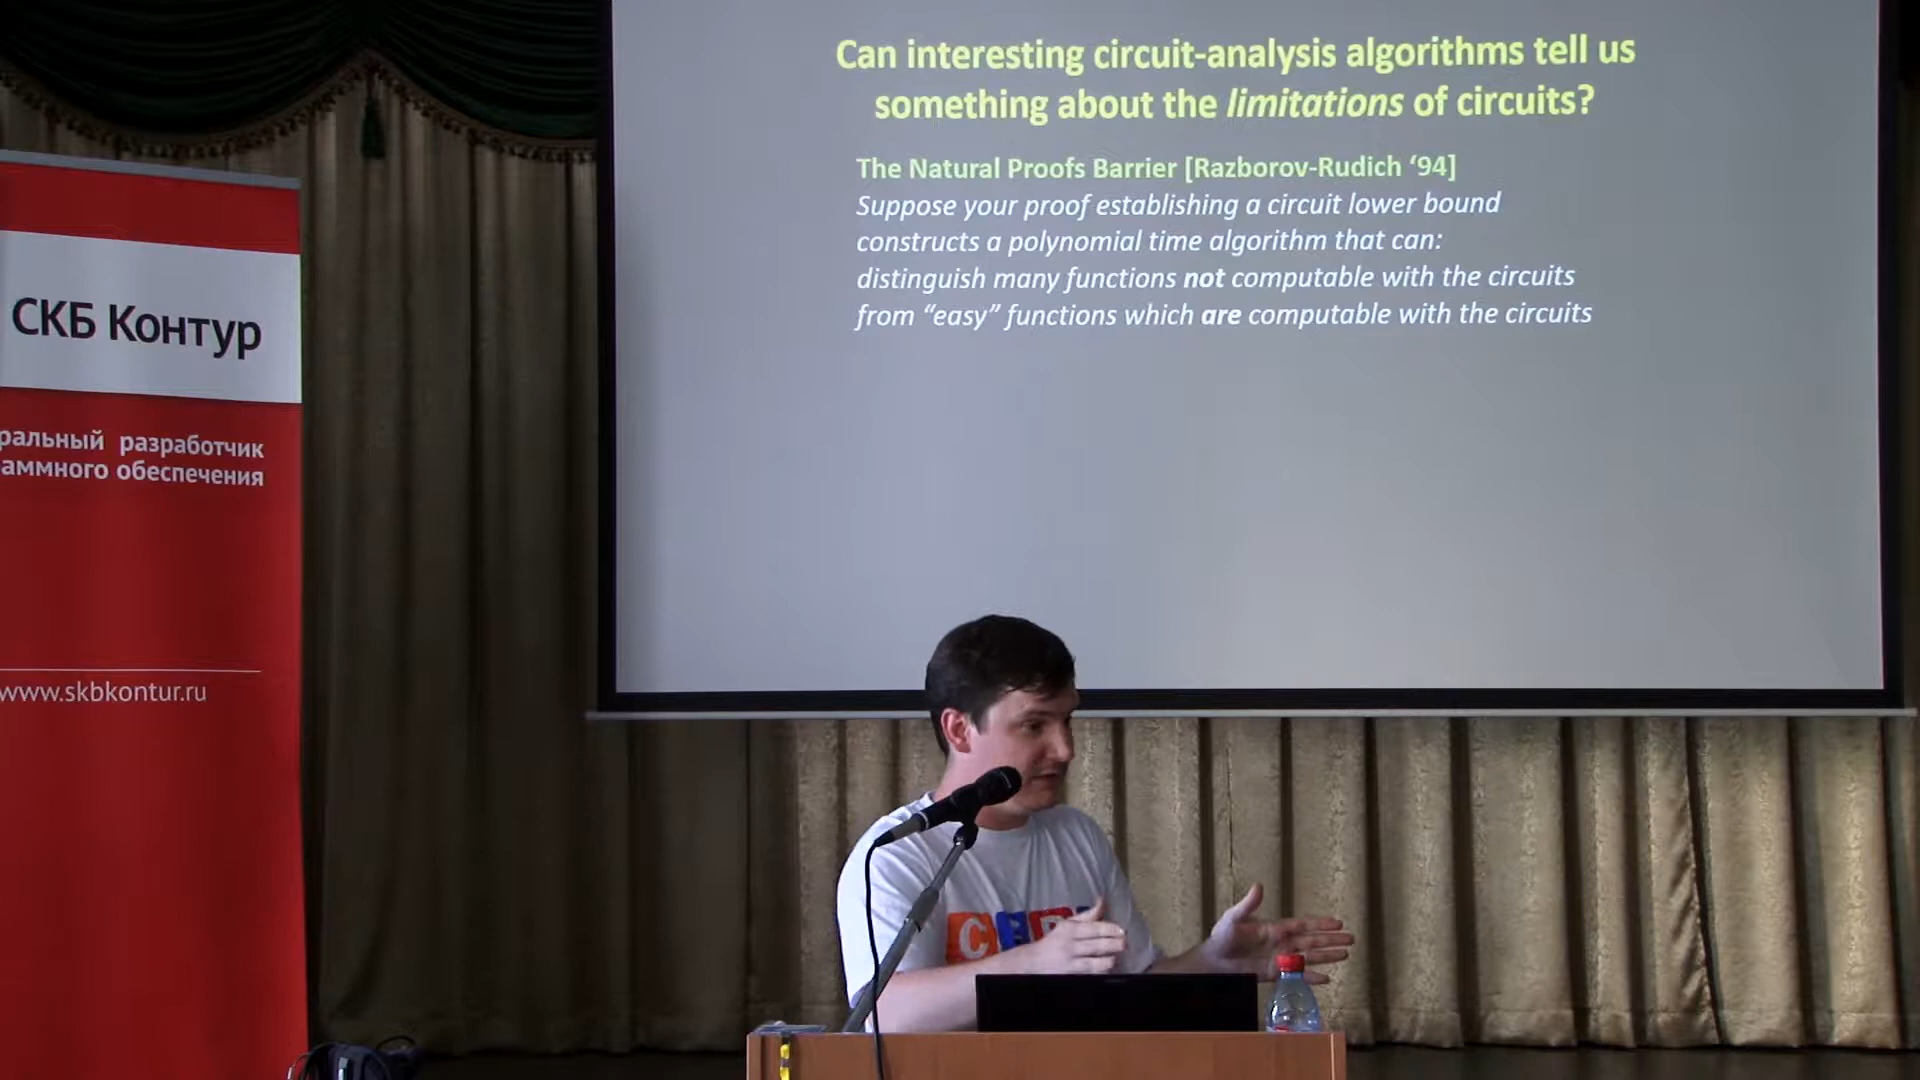 Can interesting circuit-analysis algorithms tell us
something about the limitations of circuits?
The Natural Proofs Barrier [Razborov-Rudich ‘94]
Suppose your proof establishing a circuit lower bound
constructs a polynomial time algorithm that can:
distinguish many functions not computable with the circuits
from “easy” functions which are computable with the circuits
СКБ Контур
разработчик
обеспечения
www.skbkontur.ru